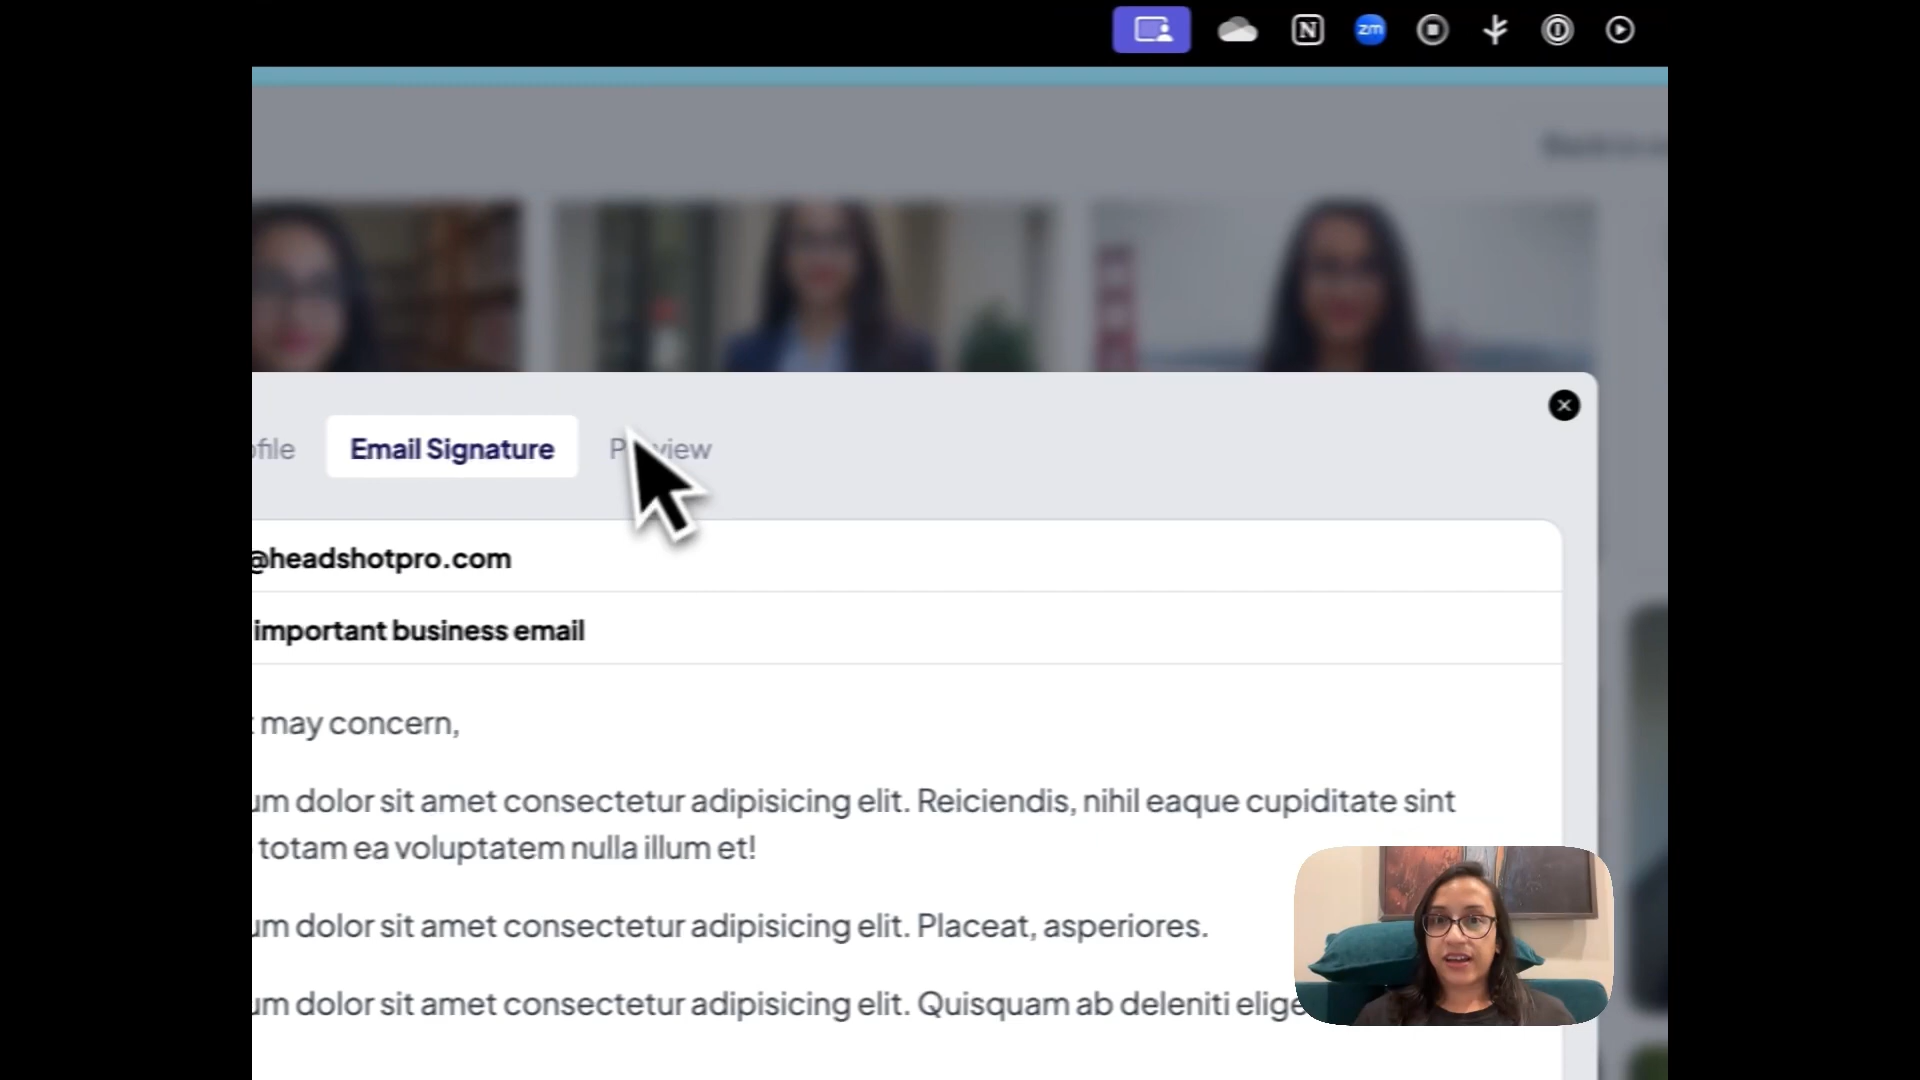 N
zm
ofile
Email Signature
@headshotpro.com
important business email
may concern,
um dolor sit amet consectetur adipisicing elit. Reiciendis, nihil eaque cupiditate sint
totam ea voluptatem nulla illum et!
um dolor sit amet consectetur adipisicing elit. Placeat, asperiores.
um dolor sit amet consectetur adipisicing elit. Quisquam ab deleniti elige